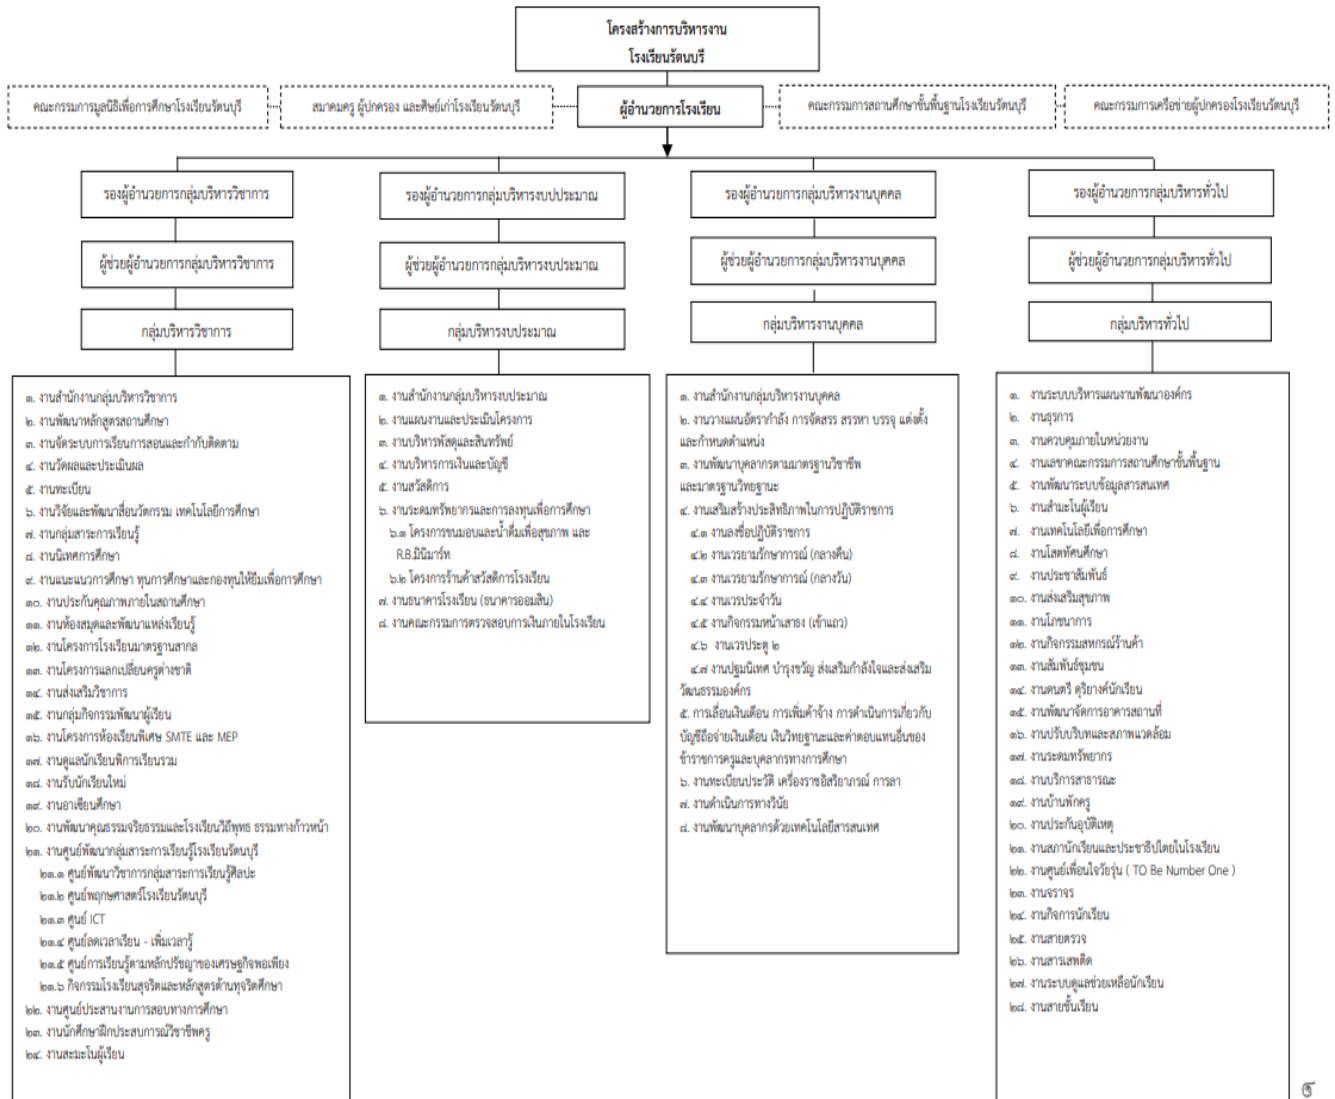 โครงสร้างการบริหารงาน
โรงเรียนรัตนบุรี
คณะกรรมการมูลนิธิเพื่อการศึกษาโรงเรียนรัตนบุรี
สมาคมครู ผู้ปกครอง และศิษย์เก่าโรงเรียนรัตนบุรี
ผู้อำนวยการโรงเรียน
คณะกรรมการสถานศึกษาขั้นพื้นฐานโรงเรียนรัตนบุรี
คณะกรรมการเครือข่ายผู้ปกครองโรงเรียนรัตนบุรี
รองผู้อำนวยการกลุ่มบริหารวิชาการ
ผู้ช่วยผู้อำนวยการกลุ่มบริหารวิชาการ
กลุ่มบริหารวิชาการ
๑. งานสำนักงานกลุ่มบริหารวิชาการ
๒. งานพัฒนาหลักสูตรสถานศึกษา
๓. งานจัดระบบการเรียนการสอนและกำกับติดตาม
๔. งานวัดผลและประเมินผล
๕. งานทะเบียน
๖. งานวิจัยและพัฒนาสื่อนวัตกรรม เทคโนโลยีการศึกษา
๗. งานกลุ่มสาระการเรียนรู้
๘. งานนิเทศการศึกษา
๙. งานแนะแนวการศึกษา ทุนการศึกษาและกองทุนให้ยืมเพื่อการศึกษา
๑๐. งานประกันคุณภาพภายในสถานศึกษา
๑๑. งานห้องสมุดและพัฒนาแหล่งเรียนรู้
๑๒. งานโครงการโรงเรียนมาตรฐานสากล
๑๓. งานโครงการแลกเปลี่ยนครูต่างชาติ
๑๔. งานส่งเสริมวิชาการ
๑๕. งานกลุ่มกิจกรรมพัฒนาผู้เรียน
๑๖. งานโครงการห้องเรียนพิเศษ SMTE และ MEP
๑๗. งานดูแลนักเรียนพิการเรียนรวม
๑๘. งานรับนักเรียนใหม่
๑๙. งานอาเซียนศึกษา
๒๐. งานพัฒนาคุณธรรมจริยธรรมและโรงเรียนวิถีพุทธ ธรรมทางก้าวหน้า
๒๑. งานศูนย์พัฒนากลุ่มสาระการเรียนรู้โรงเรียนรัตนบุรี
๒๑.๑ ศูนย์พัฒนาวิชาการกลุ่มสาระการเรียนรู้ศิลปะ
๒๑.๒ ศูนย์พฤกษศาสตร์โรงเรียนรัตนบุรี
๒๑.๓ ศูนย์ ICT
๒๑.๔ ศูนย์ลดเวลาเรียน - เพิ่มเวลารู้
๒๑.๕ ศูนย์การเรียนรู้ตามหลักปรัชญาของเศรษฐกิจพอเพียง
๒๑.๖ กิจกรรมโรงเรียนสุจริตและหลักสูตรต้านทุจริตศึกษา
๒๒. งานศูนย์ประสานงานการสอบทางการศึกษา
๒๓. งานนักศึกษาฝึกประสบการณ์วิชาชีพครู
๒๔. งานสะมะโนผู้เรียน
รองผู้อำนวยการกลุ่มบริหารงบประมาณ
ผู้ช่วยผู้อำนวยการกลุ่มบริหารงบประมาณ
กลุ่มบริหารงบประมาณ
๑. งานสำนักงานกลุ่มบริหารงบประมาณ
๒. งานแผนงานและประเมินโครงการ
๓. งานบริหารพัสดุและสินทรัพย์
๔. งานบริหารการเงินและบัญชี
๕. งานสวัสดิการ
๖. งานระดมทรัพยากรและการลงทุนเพื่อการศึกษา
๖.๑ โครงการขนมอบและน้ำดื่มเพื่อสุขภาพ และ
R.B.มินิมาร์ท
๖.๒ โครงการร้านค้าสวัสดิการโรงเรียน
๗. งานธนาคารโรงเรียน (ธนาคารออมสิน)
๘. งานคณะกรรมการตรวจสอบการเงินภายในโรงเรียน
รองผู้อำนวยการกลุ่มบริหารงานบุคคล
ผู้ช่วยผู้อำนวยการกลุ่มบริหารงานบุคคล
กลุ่มบริหารงานบุคคล
๑. งานสำนักงานกลุ่มบริหารงานบุคคล
๒. งานวางแผนอัตรากำลัง การจัดสรร สรรหา บรรจุ แต่งตั้ง
และกำหนดตำแหน่ง
๓. งานพัฒนาบุคลากรตามมาตรฐานวิชาชีพ
และมาตรฐานวิทยฐานะ
๔. งานเสริมสร้างประสิทธิภาพในการปฏิบัติราชการ
๔.๑ งานลงชื่อปฏิบัติราชการ
๔.๒ งานเวรยามรักษาการณ์ (กลางคืน)
๔.๓ งานเวรยามรักษาการณ์ (กลางวัน)
๔.๔ งานเวรประจำวัน
๔.๕ งานกิจกรรมหน้าเสาธง (เข้าแถว)
๔.๖ งานเวรประตู ๒
๔.๗ งานปฐมนิเทศ บำรุงขวัญ ส่งเสริมกำลังใจและส่งเสริม
วัฒนธรรมองค์กร
๕. การเลื่อนเงินเดือน การเพิ่มค่าจ้าง การดำเนินการเกี่ยวกับ
บัญชีถือจ่ายเงินเดือน เงินวิทยฐานะและค่าตอบแทนอื่นของ
ข้าราชการครูและบุคลากรทางการศึกษา
๖. งานทะเบียนประวัติ เครื่องราชอิสริยาภรณ์ การลา
๗. งานดำเนินการทางวินัย
๘. งานพัฒนาบุคลากรด้วยเทคโนโลยีสารสนเทศ
รองผู้อำนวยการกลุ่มบริหารทั่วไป
ผู้ช่วยผู้อำนวยการกลุ่มบริหารทั่วไป
กลุ่มบริหารทั่วไป
๑. งานระบบบริหารแผนงานพัฒนาองค์กร
๒. งานธุรการ
๓. งานควบคุมภายในหน่วยงาน
๔. งานเลขาคณะกรรมการสถานศึกษาขั้นพื้นฐาน
๕. งานพัฒนาระบบข้อมูลสารสนเทศ
๖. งานสำมะโนผู้เรียน
๗. งานเทคโนโลยีเพื่อการศึกษา
๘. งานโสตทัศนศึกษา
๙. งานประชาสัมพันธ์
๑๐. งานส่งเสริมสุขภาพ
๑๑. งานโภชนาการ
๑๒. งานกิจกรรมสหกรณ์ร้านค้า
๑๓. งานสัมพันธ์ชุมชน
๑๔. งานดนตรี ดุริยางค์นักเรียน
๑๕. งานพัฒนาจัดการอาคารสถานที่
๑๖. งานปรับบริบทและสภาพแวดล้อม
๑๗. งานระดมทรัพยากร
๑๘. งานบริการสาธารณะ
๑๙. งานบ้านพักครู
๒๐. งานประกันอุบัติเหตุ
๒๑. งานสภานักเรียนและประชาธิปไตยในโรงเรียน
๒๒. งานศูนย์เพื่อนใจวัยรุ่น ( TO Be Number One )
๒๓. งานจราจร
๒๔. งานกิจการนักเรียน
๒๕. งานสายตรวจ
๒๖. งานสารเสพติด
๒๗. งานระบบดูแลช่วยเหลือนักเรียน
๒๘. งานสายชั้นเรียน